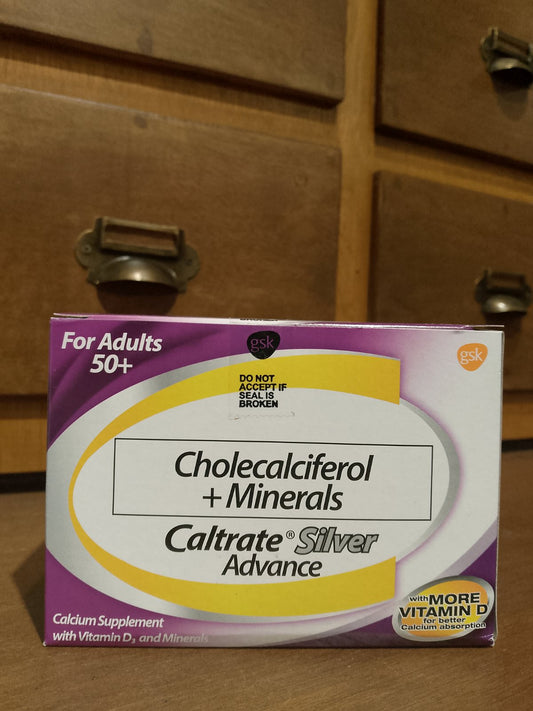 For Adults
50+
gsk
gsk
DO NOT
ACCEPT IF
SEAL IS
BROKEN
Cholecalciferol
+ Minerals
Caltrate® Silver
Advance
Calcium Supplement
with Vitamin D₃ and Minerals
with MORE
VITAMIN D
for better
Calcium absorption